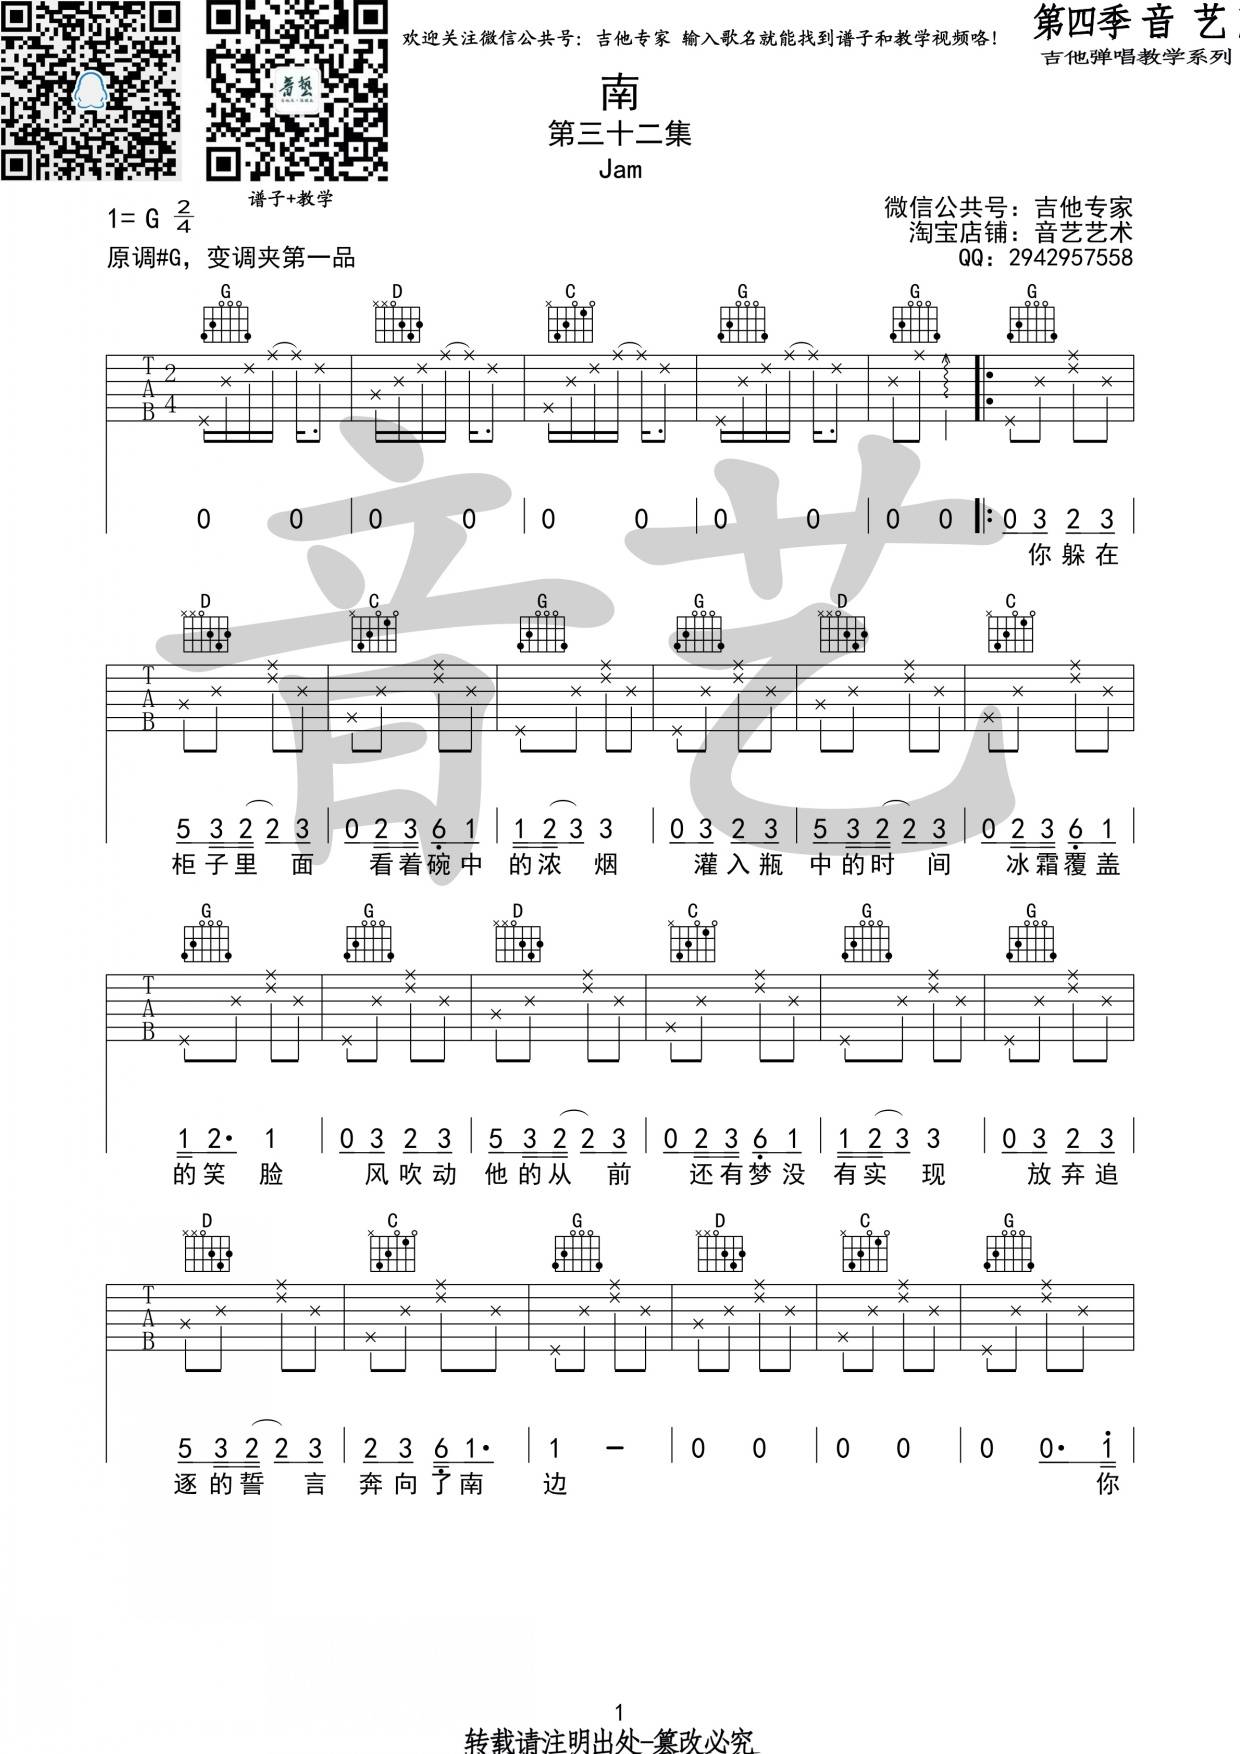 欢迎关注微信公共号：吉他专家 输入歌名就能找到谱子和教学视频咯！
第四季 音 艺
吉他弹唱教学系列
南
第三十二集
Jam
谱子+教学
1= G 2/4
原调#G，变调夹第一品
微信公共号：吉他专家
淘宝店铺：音艺艺术
QQ：2942957558
G D C G G G
T A B 2 4
0 0 0 0 0 0 0 0 0 0 0 3 2 3
你 躲 在
D C G G D C
T A B
5 3 2 2 3 0 2 3 6 1 1 2 3 3 0 3 2 3 5 3 2 2 3 0 2 3 6 1
柜 子 里 面 看 着 碗 中 的 浓 烟 灌 入 瓶 中 的 时 间 冰 霜 覆 盖
G G D C G G
T A B
1 2· 1 0 3 2 3 5 3 2 2 3 0 2 3 6 1 1 2 3 3 0 3 2 3
的 笑 脸 风 吹 动 他 的 从 前 还 有 梦 没 有 实 现 放 弃 追
D C G D C G
T A B
5 3 2 2 3 2 3 6 1· 1 – 0 0 0 0 0 0· 1
逐 的 誓 言 奔 向 了 南 边 你
音艺
1
转载请注明出处-篡改必究